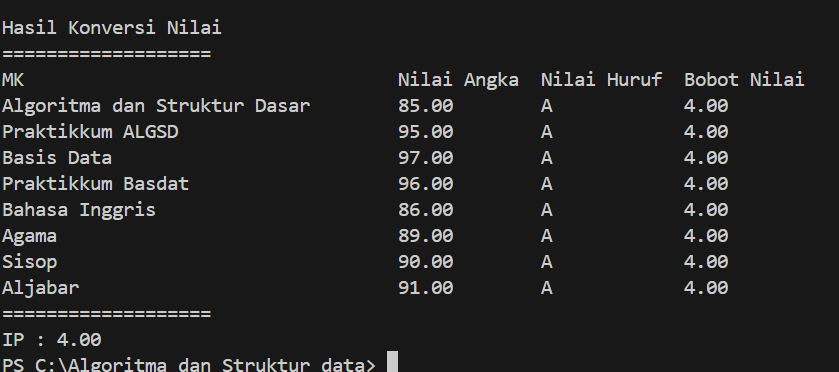 Hasil Konversi Nilai
===================
MK Nilai Angka Nilai Huruf Bobot Nilai
Algoritma dan Struktur Dasar 85.00 A 4.00
Praktikkum ALGSD 95.00 A 4.00
Basis Data 97.00 A 4.00
Praktikkum Basdat 96.00 A 4.00
Bahasa Inggris 86.00 A 4.00
Agama 89.00 A 4.00
Sisop 90.00 A 4.00
Aljabar 91.00 A 4.00
===================
IP : 4.00
PS C:\Algoritma dan Struktur data>